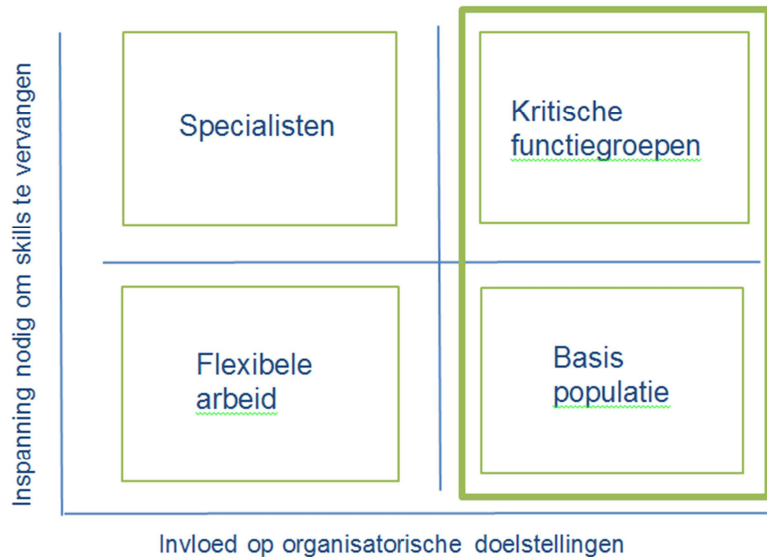 Inspanning nodig om skills te vervangen
Specialisten
Kritische
functiegroepen
Flexibele
arbeid
Basis
populatie
Invloed op organisatorische doelstellingen